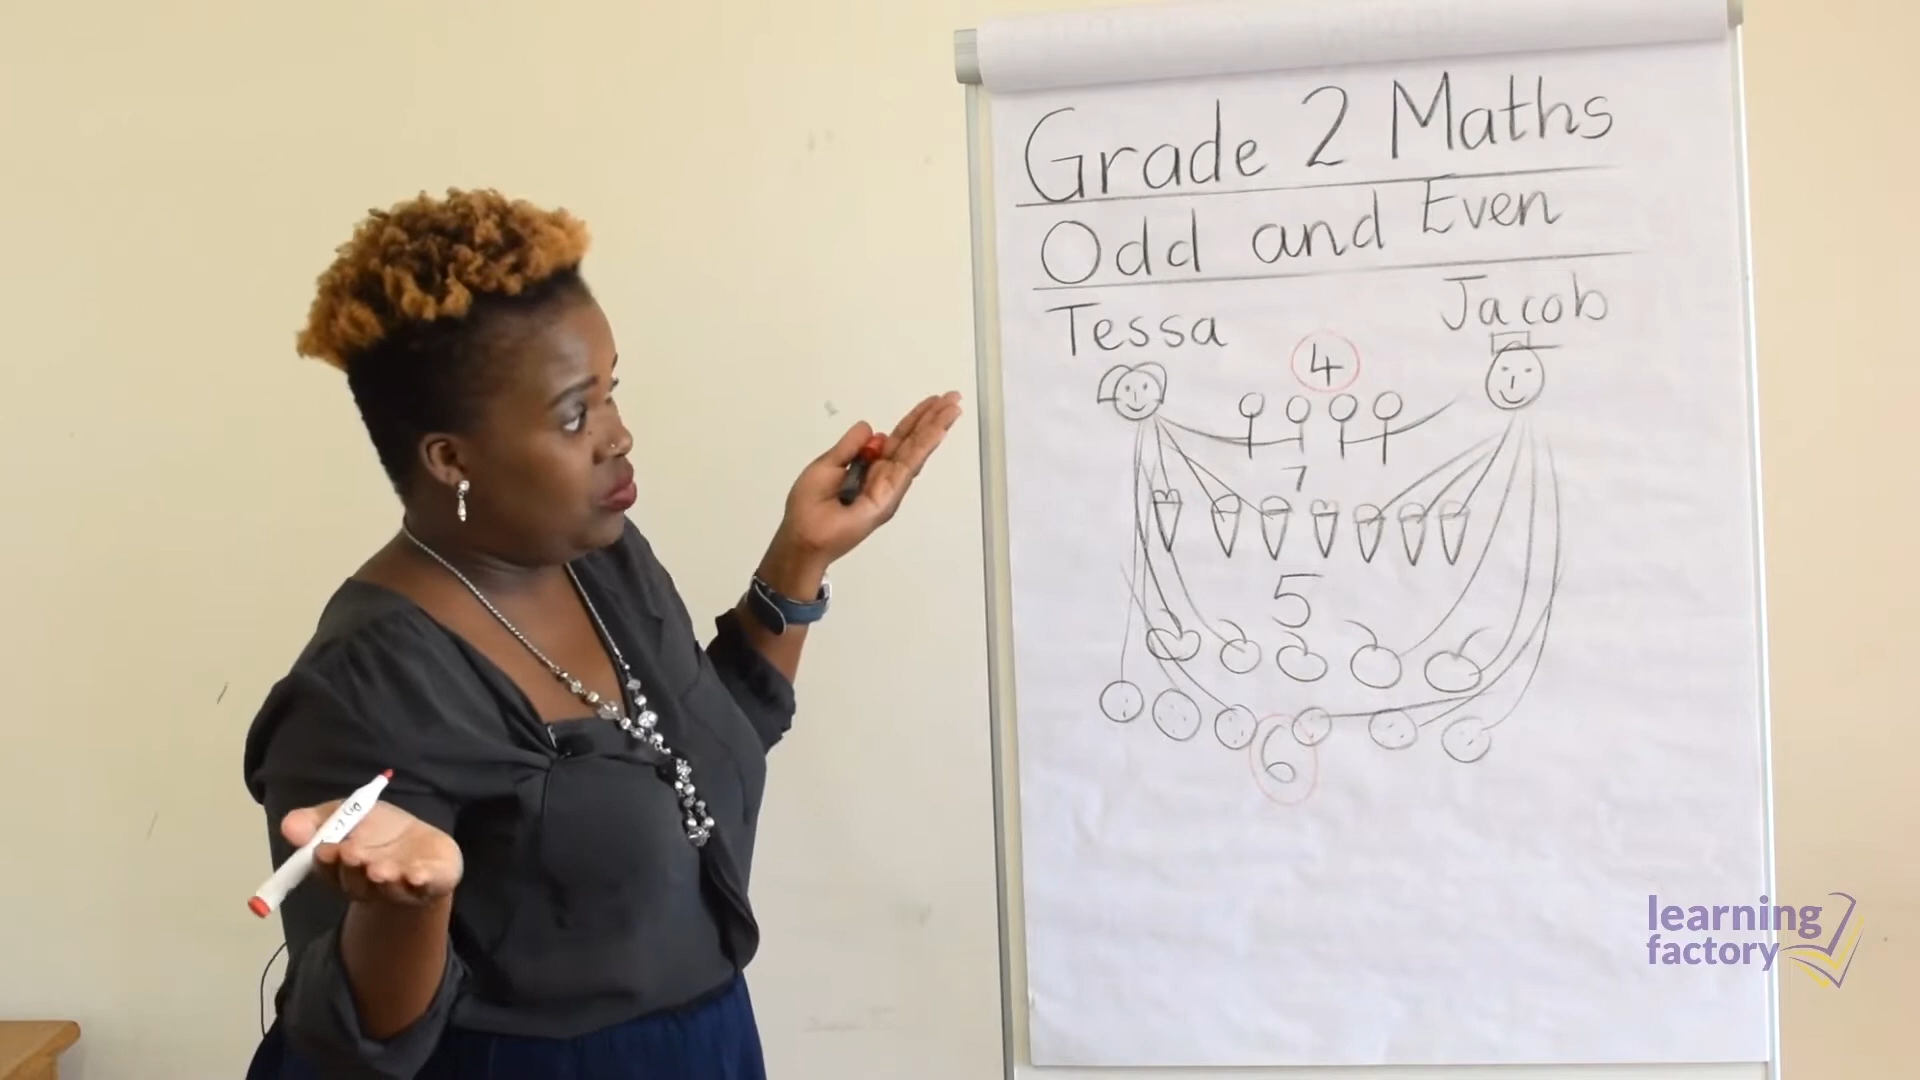 Grade 2 Maths
Odd and Even
Tessa
Jacob
4
7
5
6
learning
factory